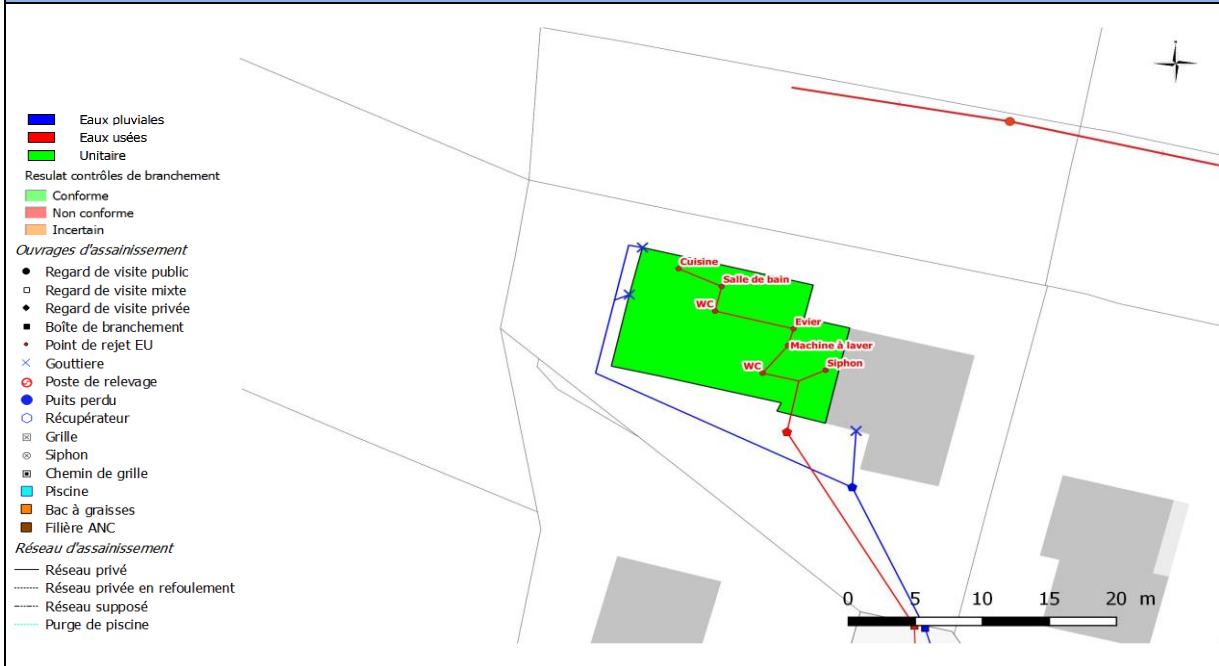 Eaux pluviales
Eaux usées
Unitaire
Resulat contrôles de branchement
Conforme
Non conforme
Incertain
Ouvrages d'assainissement
Regard de visite public
Regard de visite mixte
Regard de visite privée
Boîte de branchement
Point de rejet EU
Gouttiere
Poste de relevage
Puits perdu
Récupérateur
Grille
Siphon
Chemin de grille
Piscine
Bac à graisses
Filière ANC
Réseau d'assainissement
Réseau privé
Réseau privée en refoulement
Réseau supposé
Purge de piscine
Cuisine
Salle de bain
WC
Evier
Machine à laver
WC
Siphon
0 5 10 15 20 m